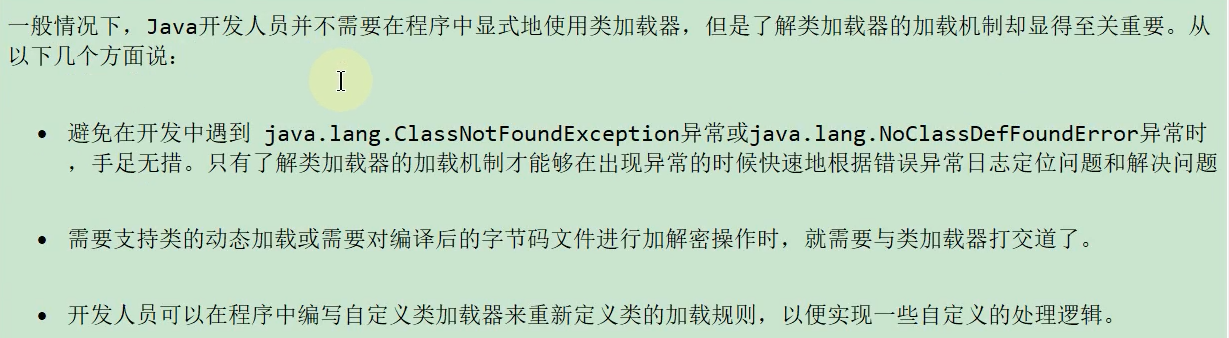 一般情况下，Java开发人员并不需要在程序中显式地使用类加载器，但是了解类加载器的加载机制却显得至关重要。从
以下几个方面说：
• 避免在开发中遇到 java.lang.ClassNotFoundException异常或java.lang.NoClassDefFoundError异常时
，手足无措。只有了解类加载器的加载机制才能够在出现异常的时候快速地根据错误异常日志定位问题和解决问题
• 需要支持类的动态加载或需要对编译后的字节码文件进行加解密操作时，就需要与类加载器打交道了。
• 开发人员可以在程序中编写自定义类加载器来重新定义类的加载规则，以便实现一些自定义的处理逻辑。